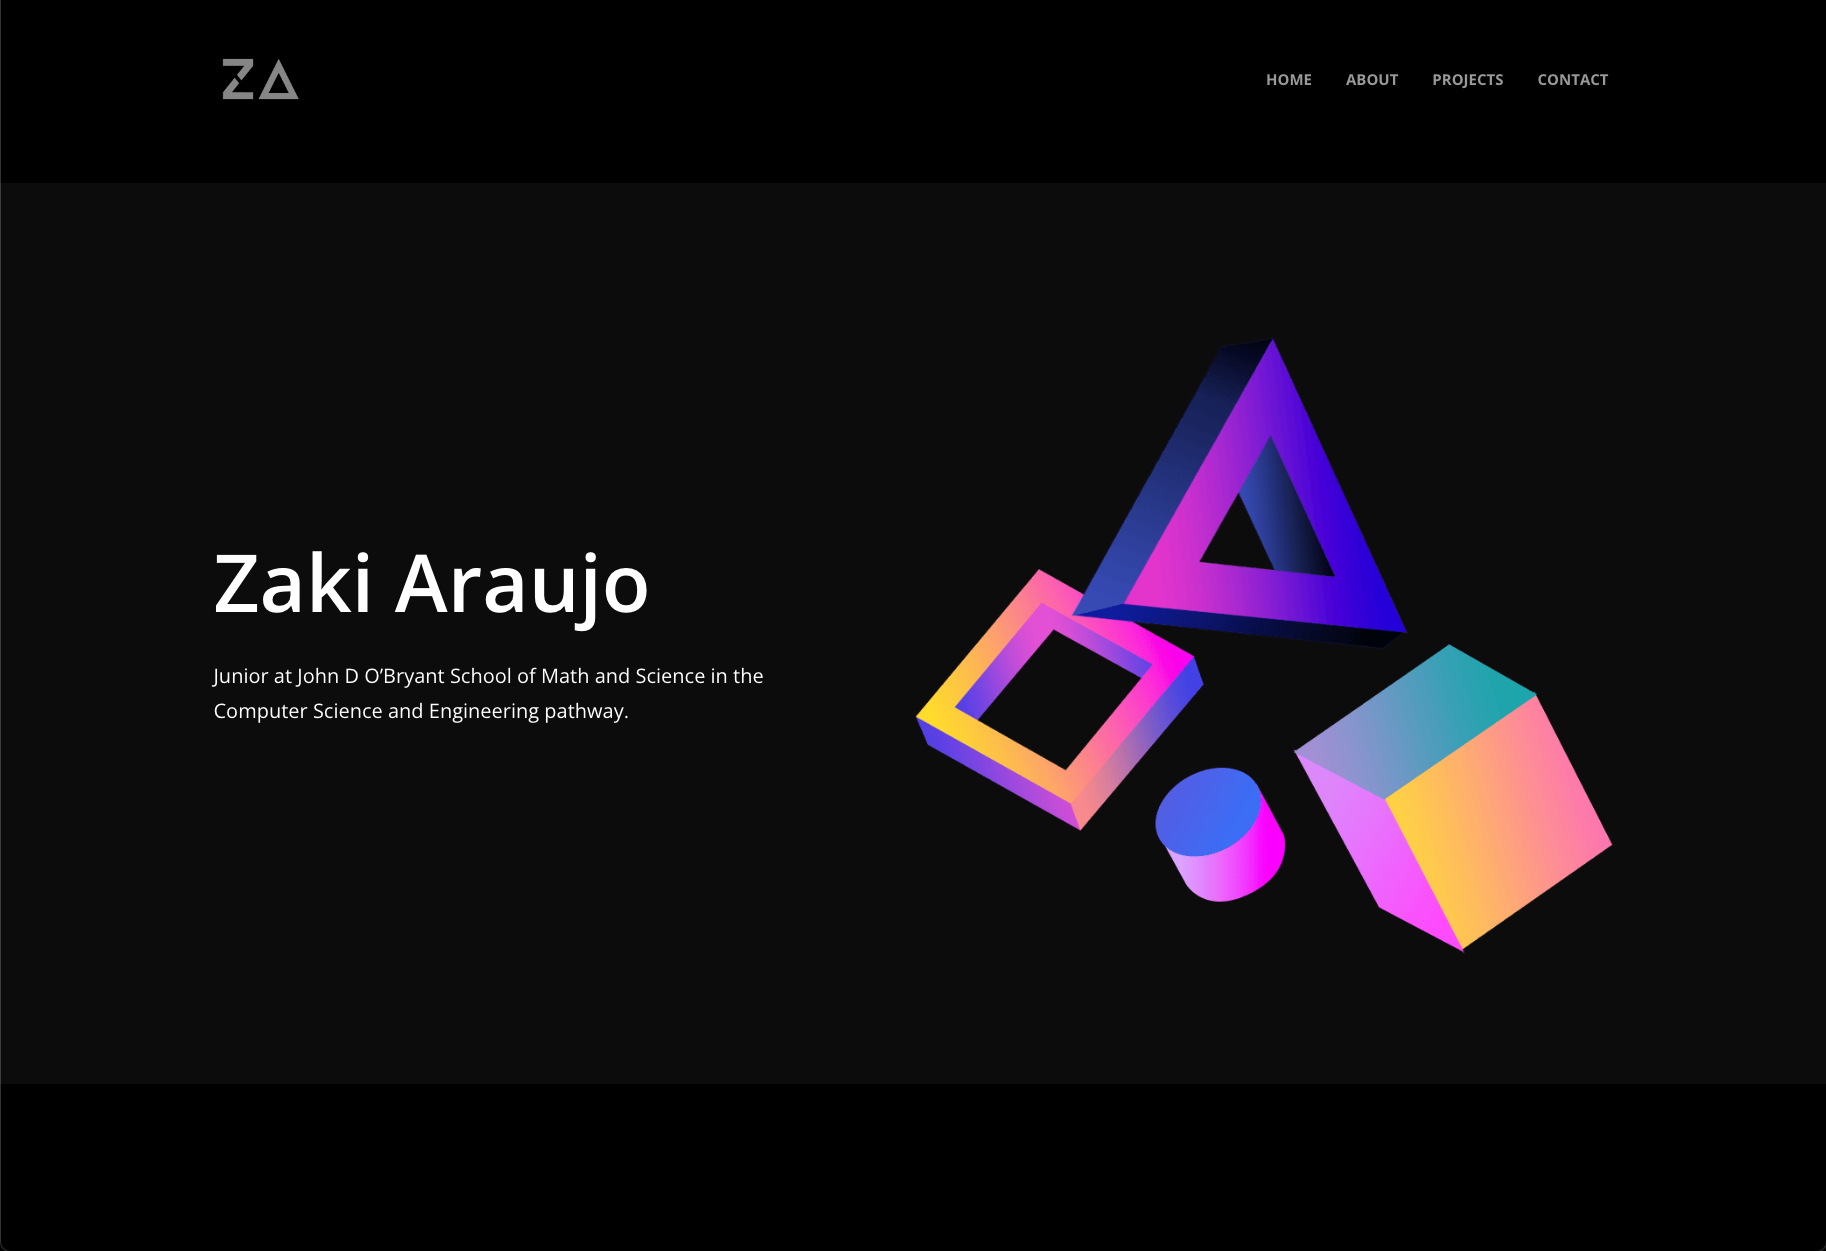 ZA
HOME ABOUT PROJECTS CONTACT
Zaki Araujo
Junior at John D O’Bryant School of Math and Science in the
Computer Science and Engineering pathway.